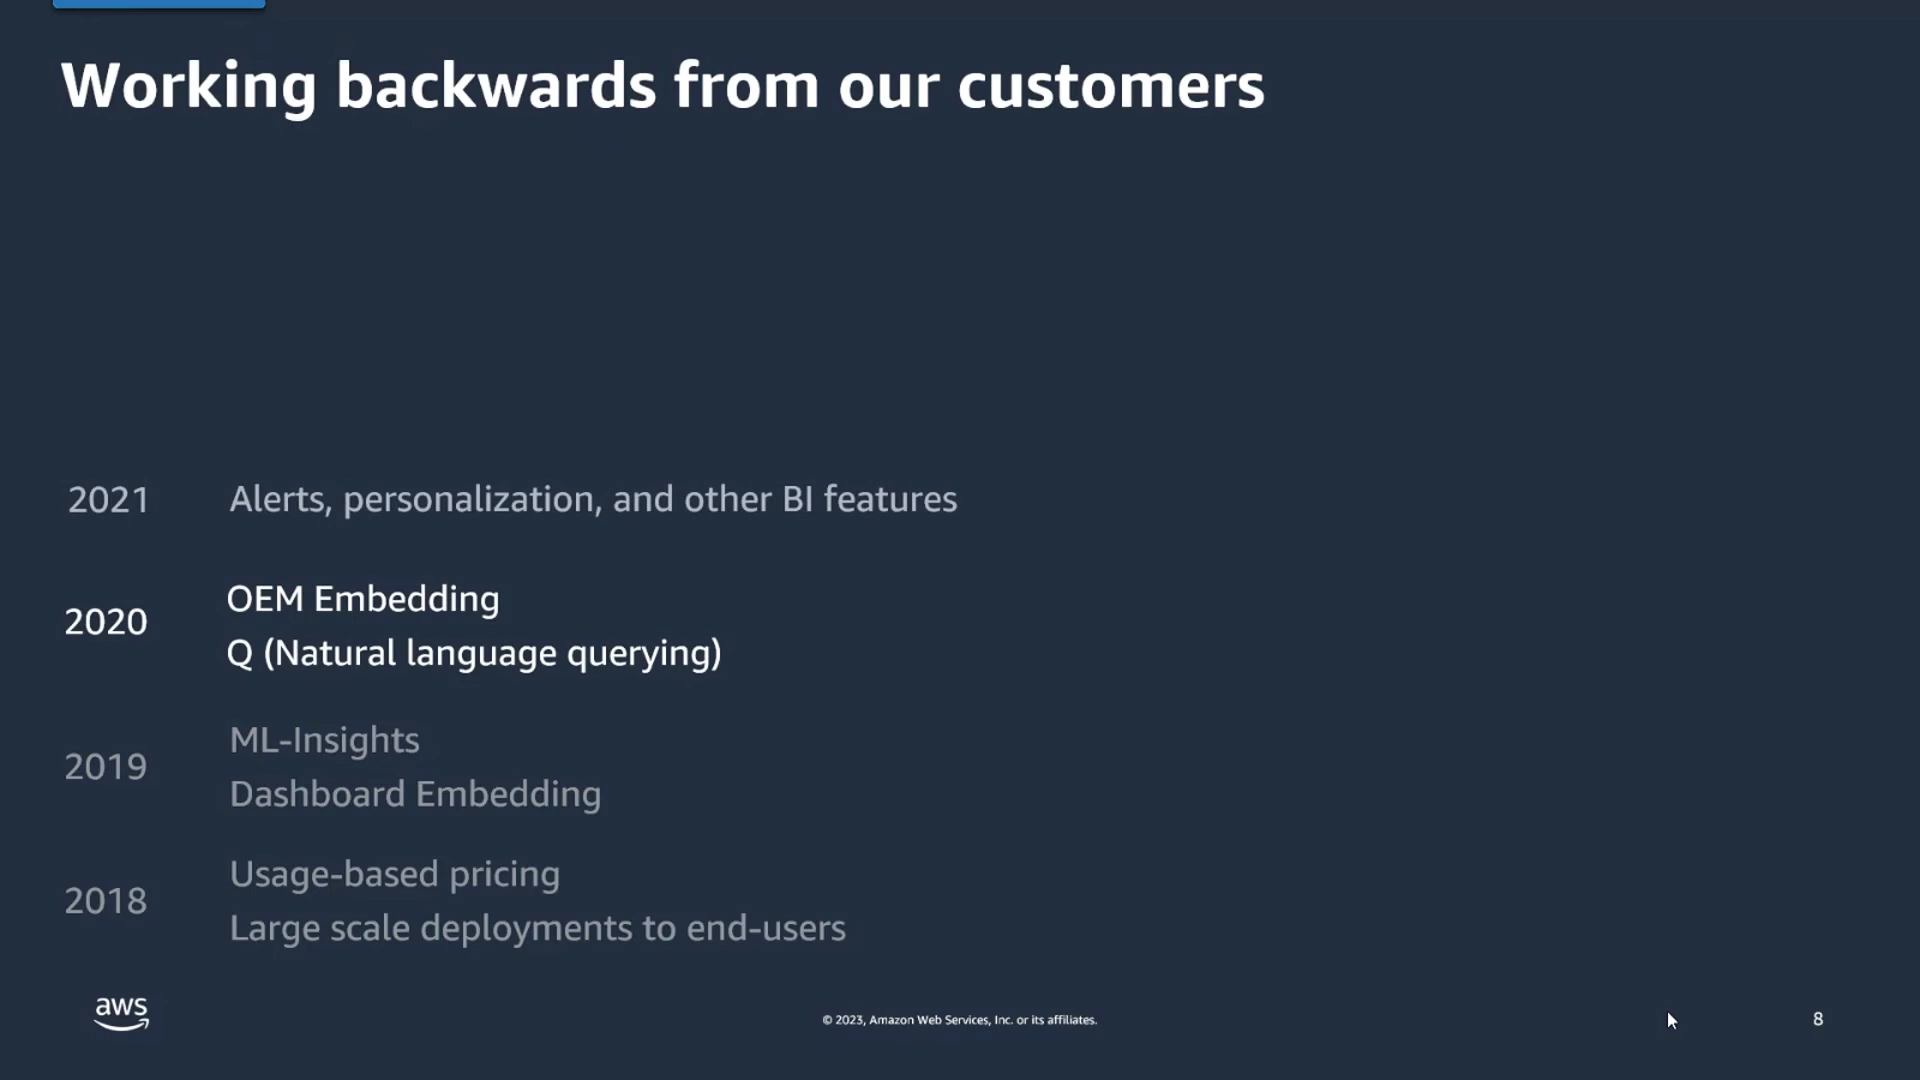 Working backwards from our customers
2021 Alerts, personalization, and other BI features
2020 OEM Embedding
Q (Natural language querying)
2019 ML-Insights
Dashboard Embedding
2018 Usage-based pricing
Large scale deployments to end-users
aws
© 2023, Amazon Web Services, Inc. or its affiliates.
8